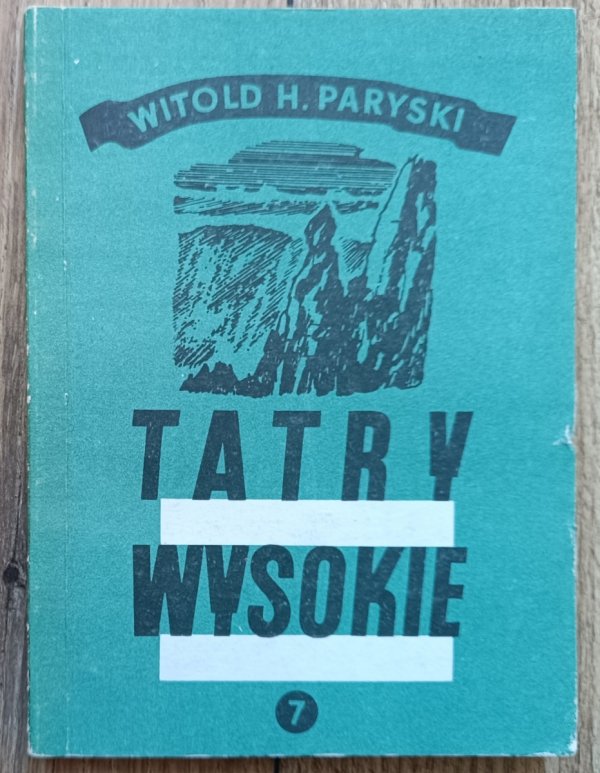 WITOLD H. PARYSKI
TATRY
WYSOKIE
7